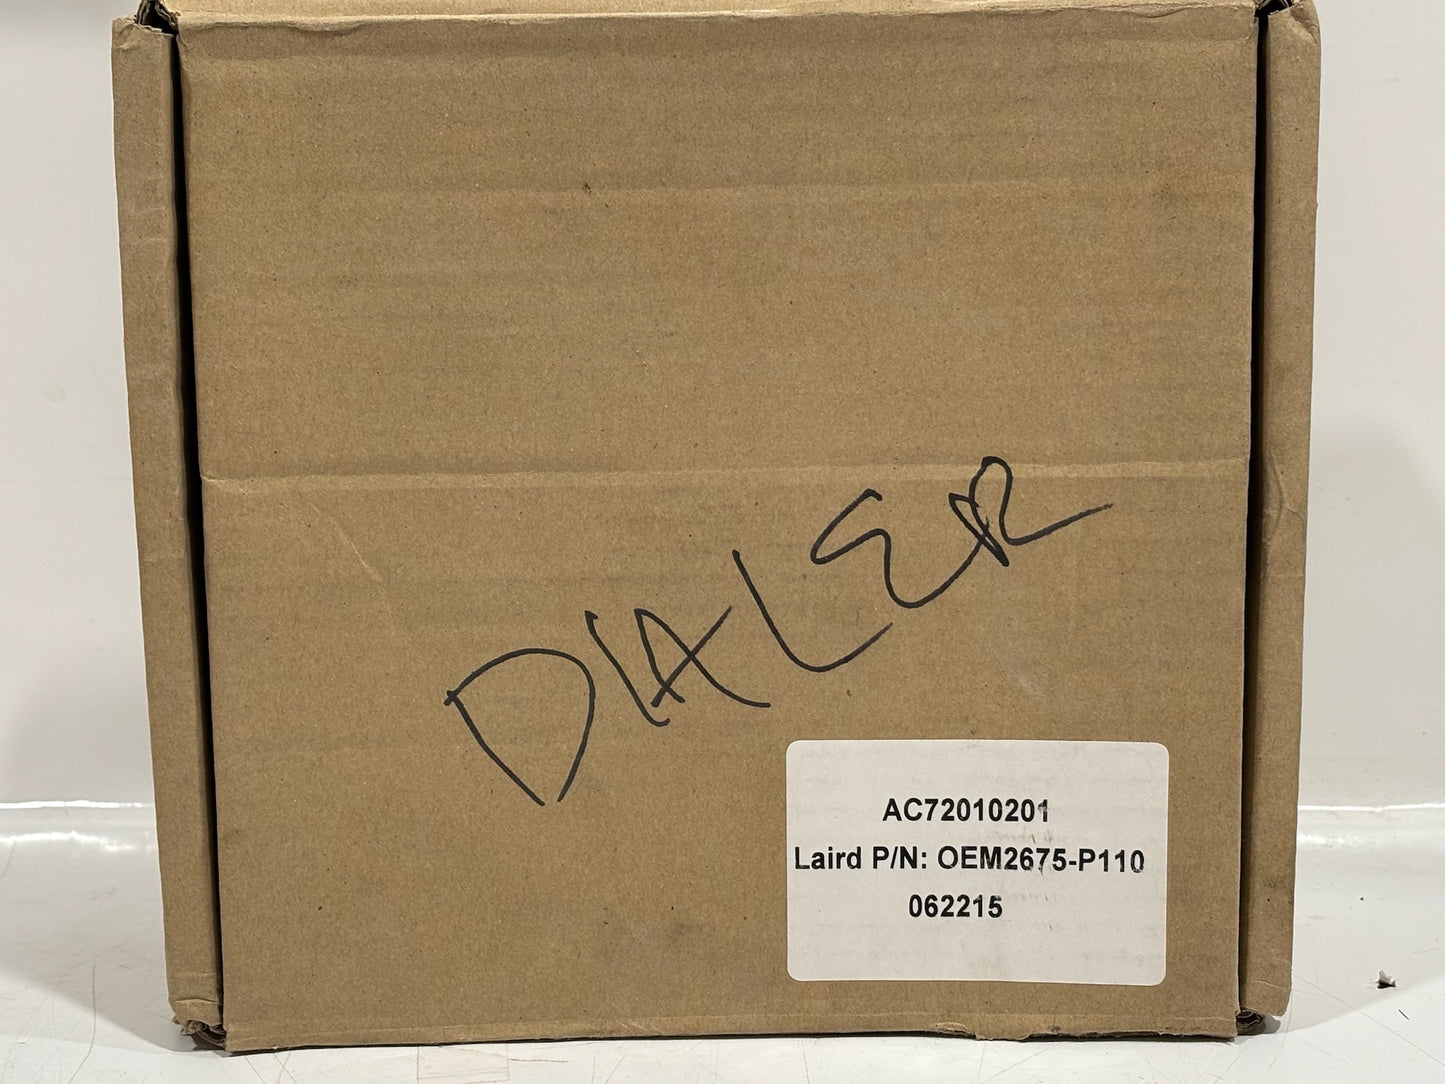 DIALER
AC72010201
Laird P/N: OEM2675-P110
062215